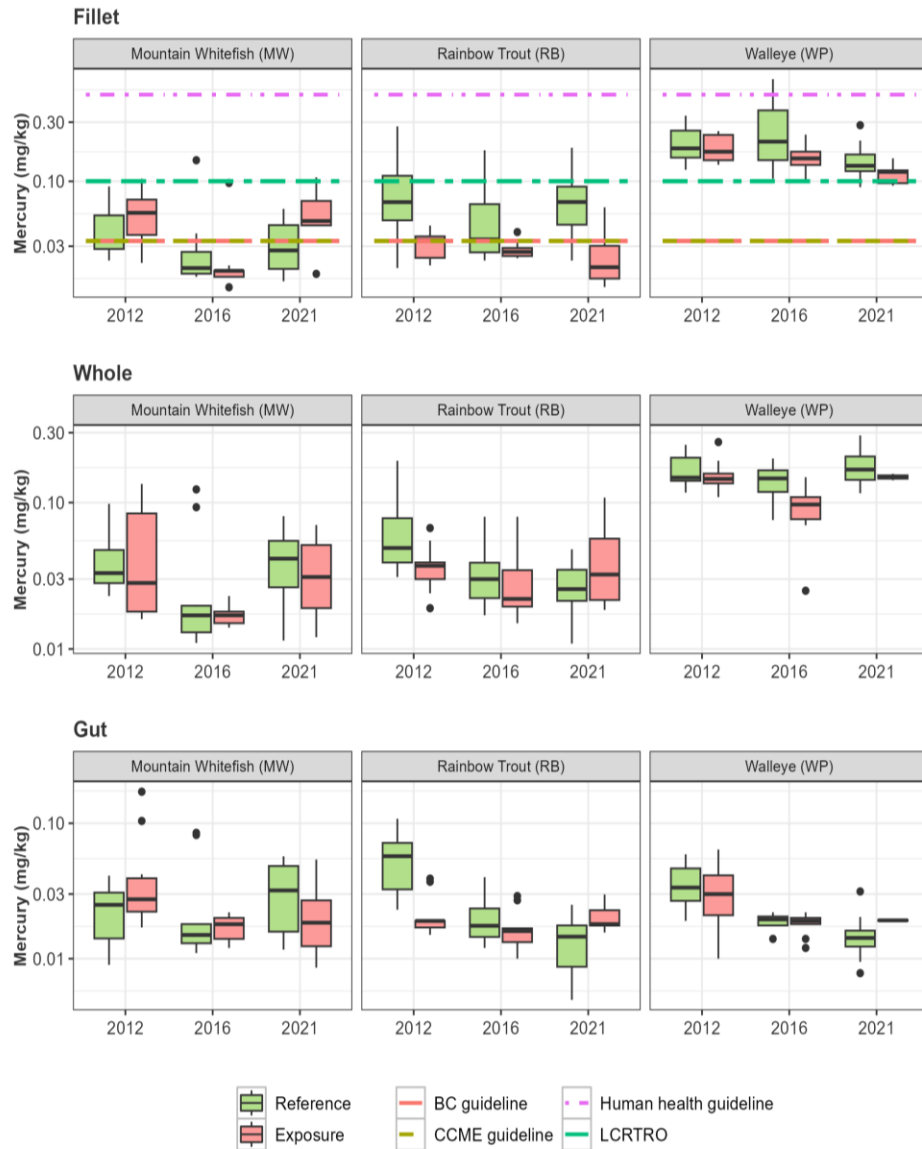 Fillet
Mountain Whitefish (MW) Rainbow Trout (RB) Walleye (WP)
Mercury (mg/kg)
0.30
0.10
0.03
2012 2016 2021 2012 2016 2021 2012 2016 2021
Whole
Mountain Whitefish (MW) Rainbow Trout (RB) Walleye (WP)
Mercury (mg/kg)
0.30
0.10
0.03
0.01
2012 2016 2021 2012 2016 2021 2012 2016 2021
Gut
Mountain Whitefish (MW) Rainbow Trout (RB) Walleye (WP)
Mercury (mg/kg)
0.10
0.03
0.01
2012 2016 2021 2012 2016 2021 2012 2016 2021
Reference BC guideline Human health guideline
Exposure CCME guideline LCRTRO